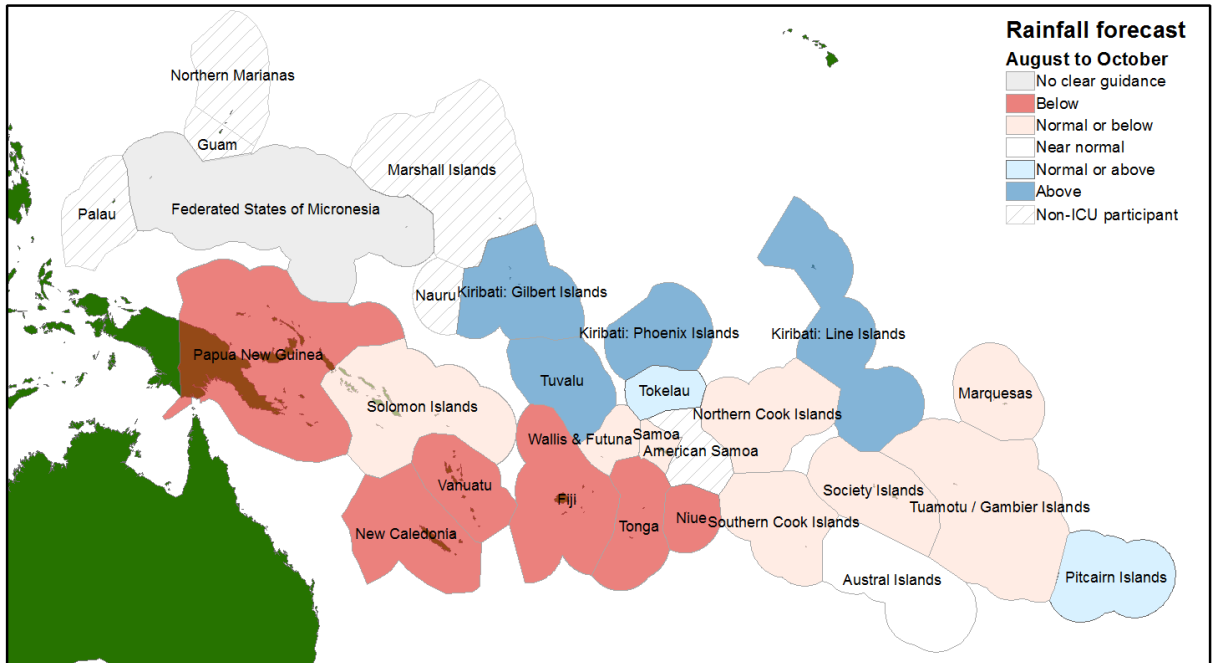 Rainfall forecast
August to October
No clear guidance
Below
Normal or below
Near normal
Normal or above
Above
Non-ICU participant
Northern Marianas
Guam
Marshall Islands
Palau
Federated States of Micronesia
Nauru
Kiribati: Gilbert Islands
Kiribati: Phoenix Islands
Kiribati: Line Islands
Papua New Guinea
Tuvalu
Tokelau
Marquesas
Solomon Islands
Northern Cook Islands
Wallis & Futuna
Samoa
American Samoa
Vanuatu
Society Islands
Fiji
Tuamotu / Gambier Islands
Niue
Southern Cook Islands
Tonga
New Caledonia
Austral Islands
Pitcairn Islands